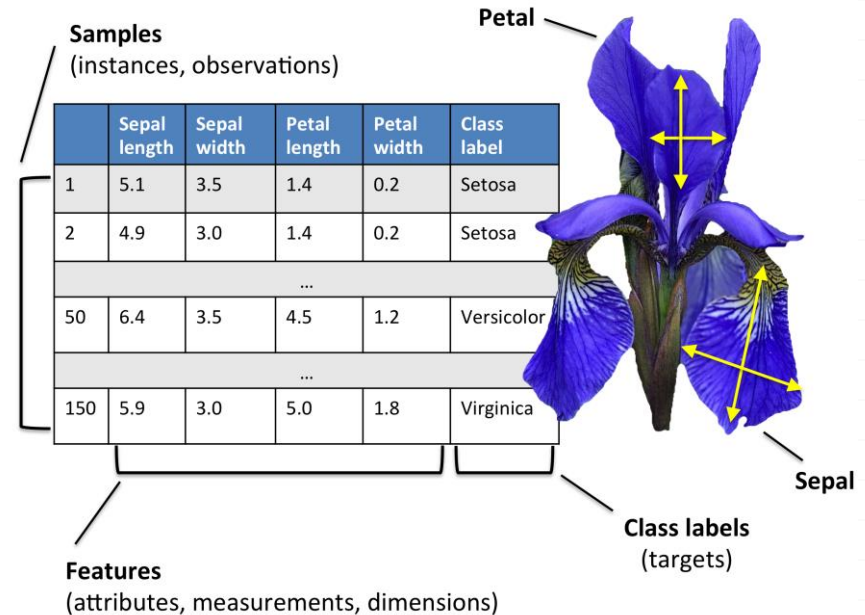 Samples
(instances, observations)
Petal
Sepal length Sepal width Petal length Petal width Class label
1 5.1 3.5 1.4 0.2 Setosa
2 4.9 3.0 1.4 0.2 Setosa
...
50 6.4 3.5 4.5 1.2 Versicolor
...
150 5.9 3.0 5.0 1.8 Virginica
Sepal
Class labels
(targets)
Features
(attributes, measurements, dimensions)